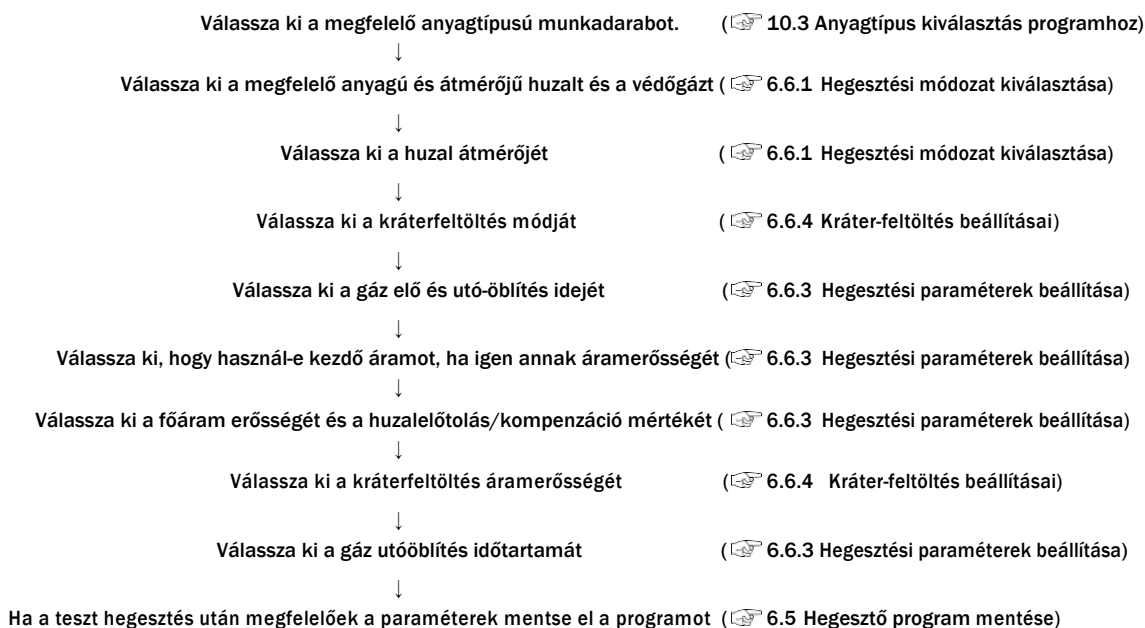 Válassza ki a megfelelő anyagtípusú munkadarabot. (☞ 10.3 Anyagtípus kiválasztás programhoz)
↓
Válassza ki a megfelelő anyagú és átmérőjű huzalt és a védőgázt ( ☞ 6.6.1 Hegesztési módozat kiválasztása)
↓
Válassza ki a huzal átmérőjét ( ☞ 6.6.1 Hegesztési módozat kiválasztása)
↓
Válassza ki a kráterfeltöltés módját ( ☞ 6.6.4 Kráter-feltöltés beállításai)
↓
Válassza ki a gáz elő és utó-öblítés idejét (☞ 6.6.3 Hegesztési paraméterek beállítása)
↓
Válassza ki, hogy használ-e kezdő áramot, ha igen annak áramerősségét (☞ 6.6.3 Hegesztési paraméterek beállítása)
↓
Válassza ki a főáram erősségét és a huzalelőtolás/kompenzáció mértékét ( ☞ 6.6.3 Hegesztési paraméterek beállítása)
↓
Válassza ki a kráterfeltöltés áramerősségét (☞ 6.6.4 Kráter-feltöltés beállításai)
↓
Válassza ki a gáz utóöblítés időtartamát (☞ 6.6.3 Hegesztési paraméterek beállítása)
↓
Ha a teszt hegesztés után megfelelőek a paraméterek mentse el a programot (☞ 6.5 Hegesztő program mentése)